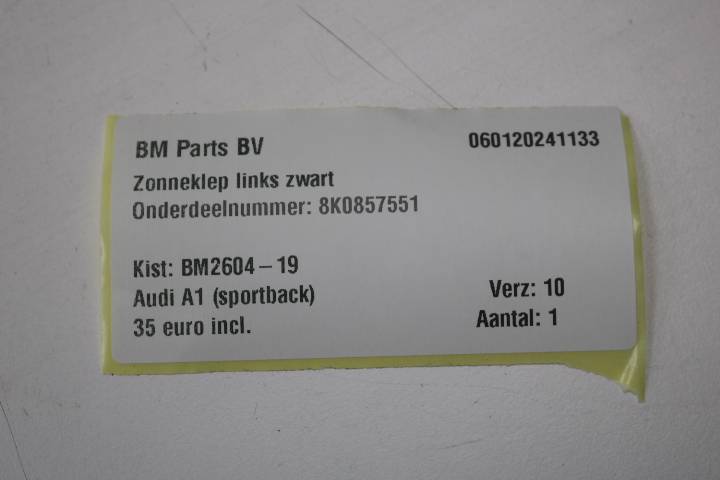 BM Parts BV 060120241133
Zonneklep links zwart
Onderdeelnummer: 8K0857551
Kist: BM2604-19
Audi A1 (sportback) Verz: 10
35 euro incl. Aantal: 1